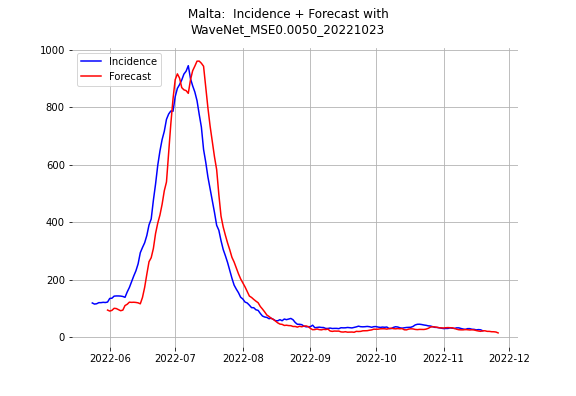 Malta:  Incidence + Forecast with
WaveNet_MSE0.0050_20221023
Incidence
Forecast
1000
800
600
400
200
0
2022-06 2022-07 2022-08 2022-09 2022-10 2022-11 2022-12